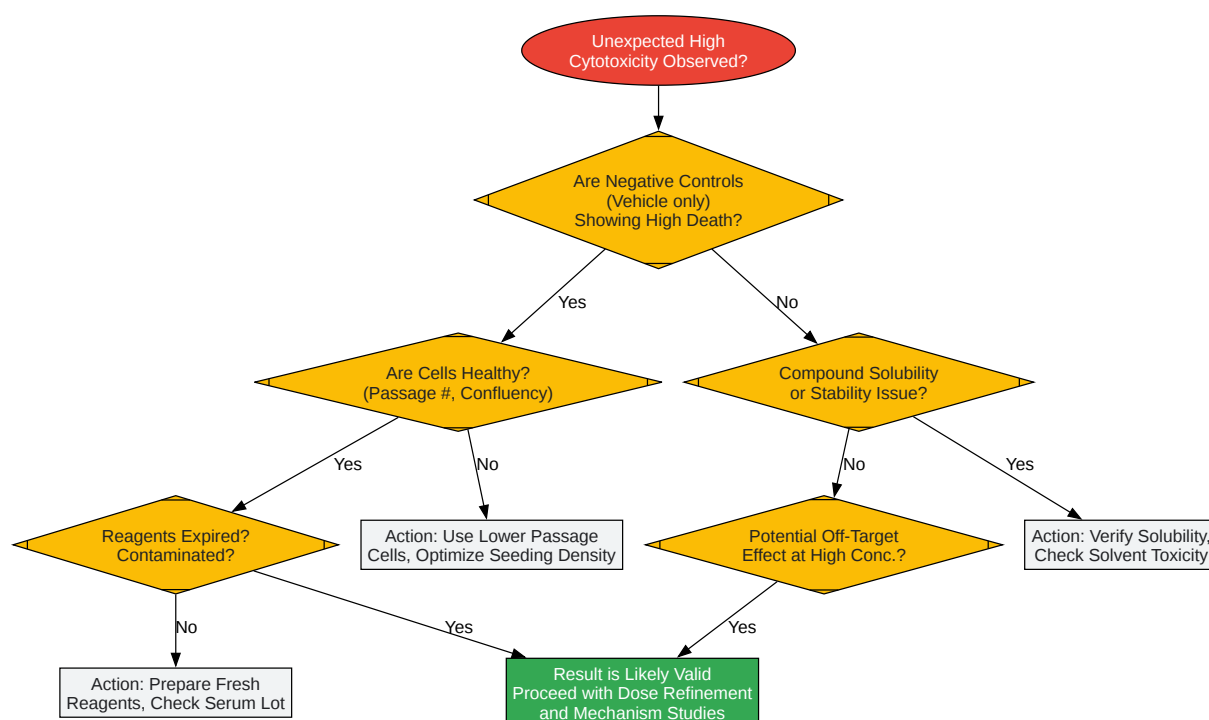 Unexpected High
Cytotoxicity Observed?
Are Negative Controls
(Vehicle only)
Showing High Death?
Yes
No
Are Cells Healthy?
(Passage #, Confluency)
Compound Solubility
or Stability Issue?
Yes
No
No
Yes
Reagents Expired?
Contaminated?
Action: Use Lower Passage
Cells, Optimize Seeding Density
Potential Off-Target
Effect at High Conc.?
Action: Verify Solubility,
Check Solvent Toxicity
No
Yes
Yes
Action: Prepare Fresh
Reagents, Check Serum Lot
Result is Likely Valid
Proceed with Dose Refinement
and Mechanism Studies